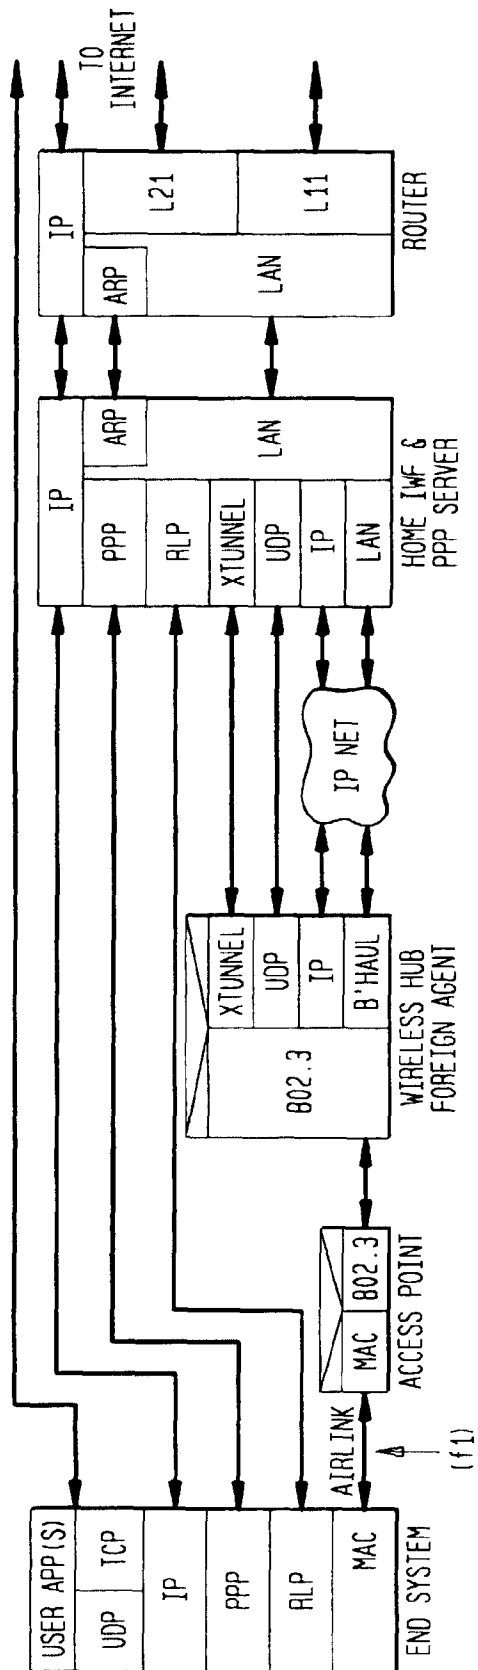 USER APP(S)
UDP
TCP
IP
PPP
RLP
MAC
END SYSTEM
AIRLINK
(f1)
MAC
802.3
ACCESS POINT
802.3
XTUNNEL
UDP
IP
B'HAUL
WIRELESS HUB
FOREIGN AGENT
IP NET
IP
PPP
RLP
XTUNNEL
UDP
IP
LAN
ARP
LAN
HOME IWF &
PPP SERVER
IP
ARP
LAN
L21
L11
ROUTER
TO
INTERNET